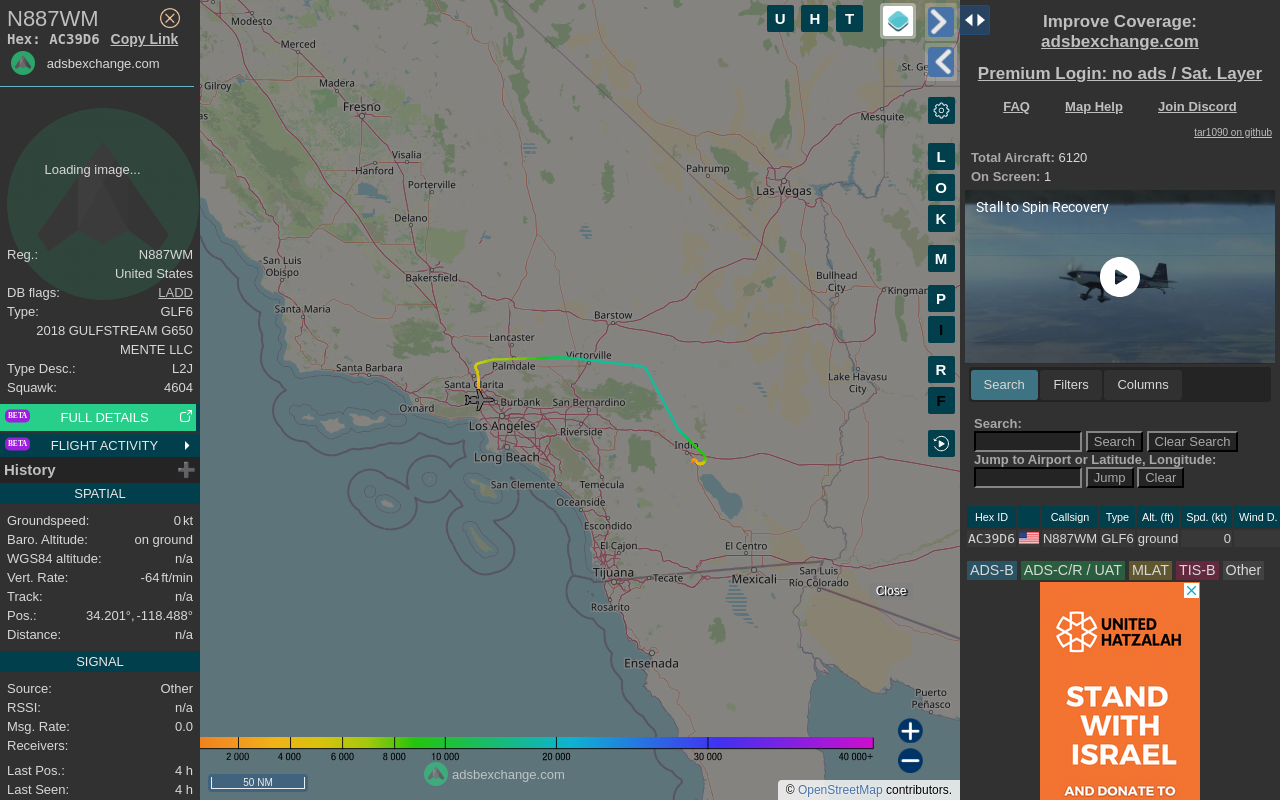 N887WM
Hex: AC39D6 Copy Link
adsbexchange.com
Loading image...
Reg.: N887WM
United States
DB flags: LADD
Type: GLF6
2018 GULFSTREAM G650
MENTE LLC
Type Desc.: L2J
Squawk: 4604
BETA FULL DETAILS
BETA FLIGHT ACTIVITY
History
SPATIAL
Groundspeed: 0 kt
Baro. Altitude: on ground
WGS84 altitude: n/a
Vert. Rate: -64 ft/min
Track: n/a
Pos.: 34.201°, -118.488°
Distance: n/a
SIGNAL
Source: Other
RSSI: n/a
Msg. Rate: 0.0
Receivers:
Last Pos.: 4 h
Last Seen: 4 h
Modesto
Merced
Gilroy
Madera
Fresno
Visalia
Hanford
Porterville
Delano
San Luis
Obispo
Bakersfield
Santa Maria
Barstow
Lancaster
Victorville
Palmdale
Santa Barbara
Santa Clarita
Oxnard
Burbank
San Bernardino
Los Angeles
Riverside
Indio
Long Beach
San Clemente
Temecula
Oceanside
Escondido
El Cajon
El Centro
Tijuana
Tecate
Mexicali
San Luis
Río Colorado
Rosarito
Ensenada
Puerto
Peñasco
St. Ge
Mesquite
Pahrump
Las Vegas
Bullhead
City
Kingman
Lake Havasu
City
U H T
L
O
K
M
P
I
R
F
Close
2 000 4 000 6 000 8 000 10 000 20 000 30 000 40 000+
adsbexchange.com
50 NM
© OpenStreetMap contributors.
Improve Coverage:
adsbexchange.com
Premium Login: no ads / Sat. Layer
FAQ Map Help Join Discord
tar1090 on github
Total Aircraft: 6120
On Screen: 1
Stall to Spin Recovery
Search Filters Columns
Search:
Search Clear Search
Jump to Airport or Latitude, Longitude:
Jump Clear
Hex ID Callsign Type Alt. (ft) Spd. (kt) Wind D.
AC39D6 N887WM GLF6 ground 0
ADS-B ADS-C/R / UAT MLAT TIS-B Other
UNITED
HATZALAH
STAND
WITH
ISRAEL
AND DONATE TO